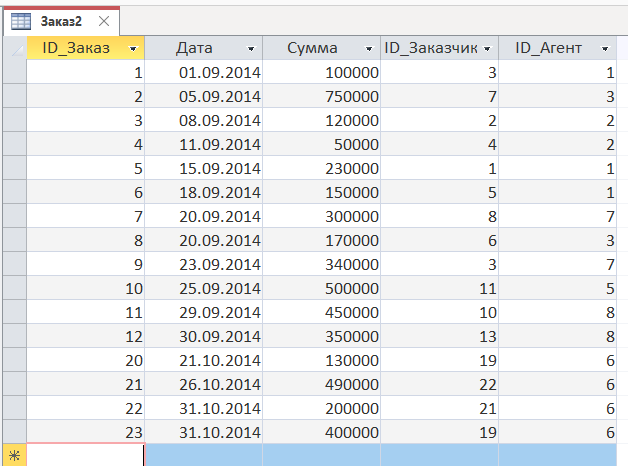 Заказ2
ID_Заказ Дата Сумма ID_Заказчик ID_Агент
1 01.09.2014 100000 3 1
2 05.09.2014 750000 7 3
3 08.09.2014 120000 2 2
4 11.09.2014 50000 4 2
5 15.09.2014 230000 1 1
6 18.09.2014 150000 5 1
7 20.09.2014 300000 8 7
8 20.09.2014 170000 6 3
9 23.09.2014 340000 3 7
10 25.09.2014 500000 11 5
11 29.09.2014 450000 10 8
12 30.09.2014 350000 13 8
20 21.10.2014 130000 19 6
21 26.10.2014 490000 22 6
22 31.10.2014 200000 21 6
23 31.10.2014 400000 19 6